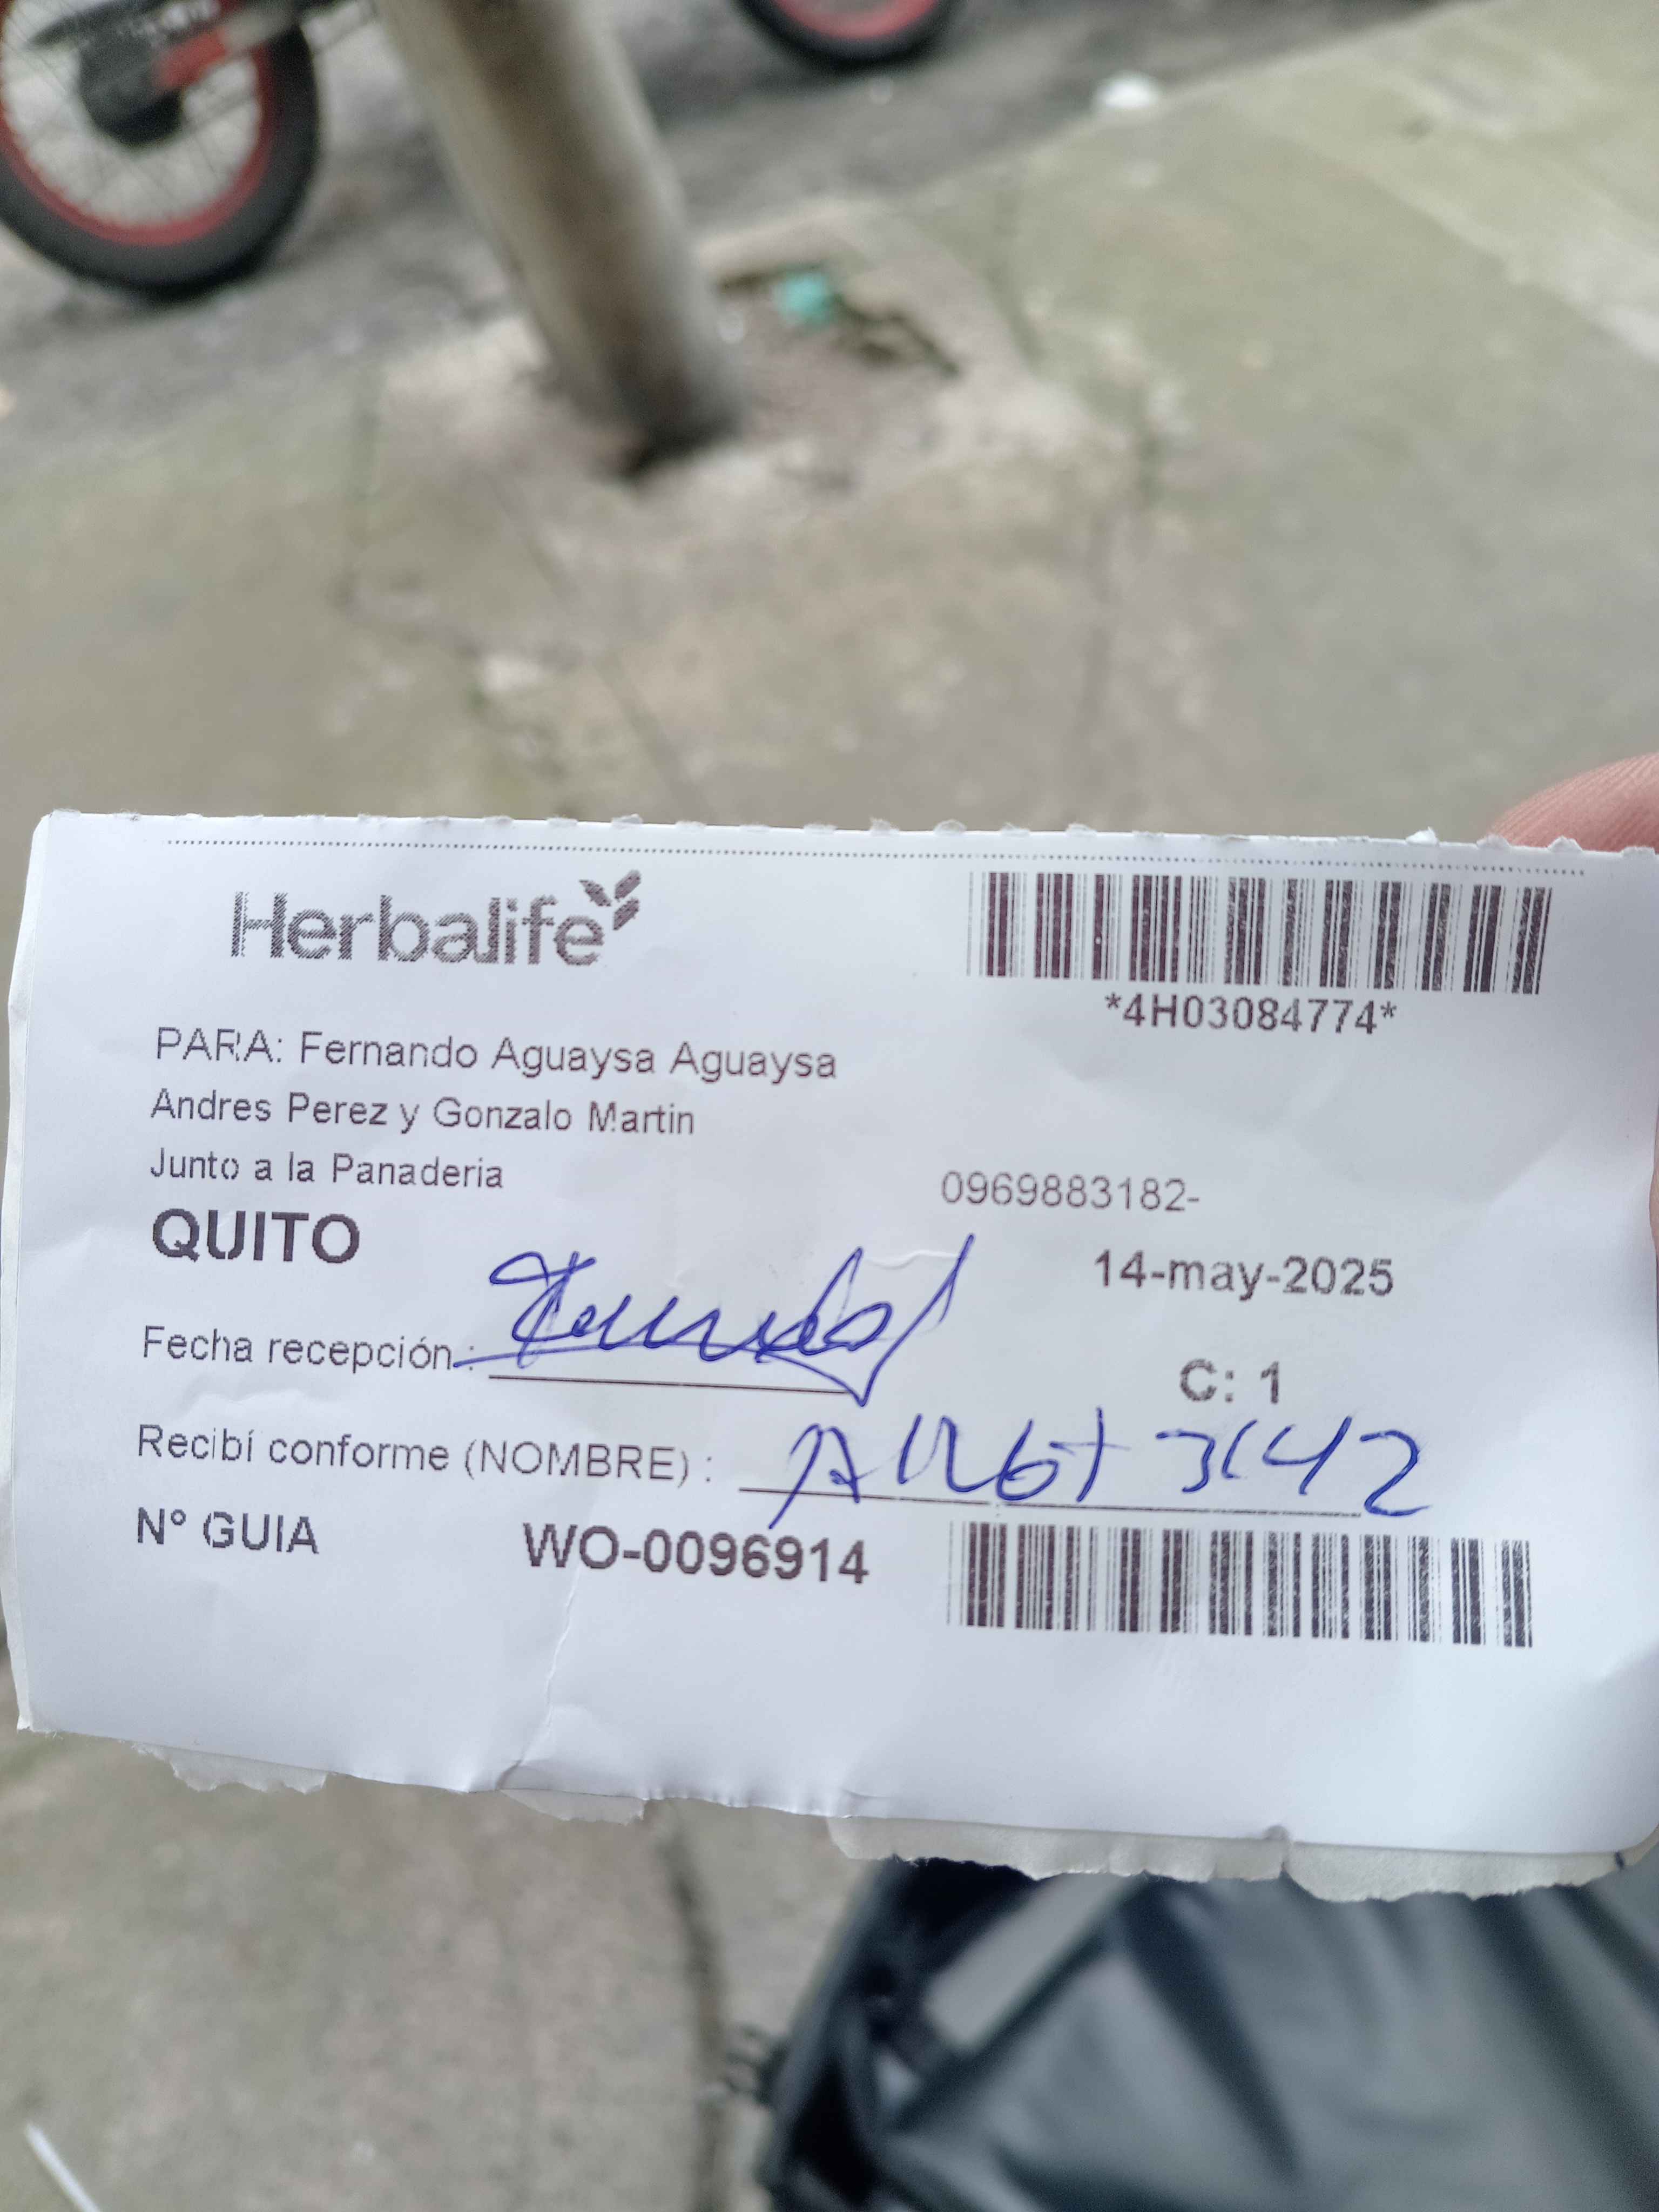 Herbalife
*4H03084774*
PARA: Fernando Aguaysa Aguaysa
Andres Perez y Gonzalo Martin
Junto a la Panaderia
0969883182-
QUITO
14-may-2025
Fecha recepción :
C: 1
Recibí conforme (NOMBRE) :
N° GUIA WO-0096914